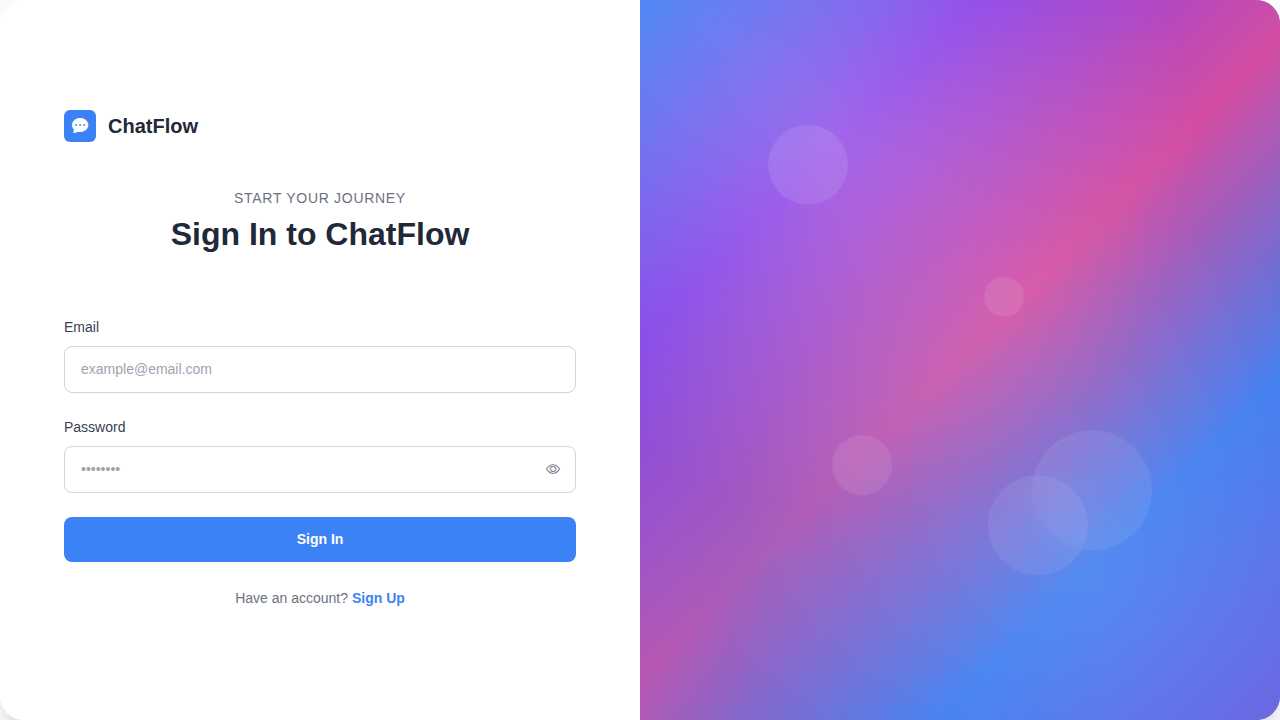 ChatFlow
START YOUR JOURNEY
Sign In to ChatFlow
Email
example@email.com
Password
••••••••
Sign In
Have an account? Sign Up